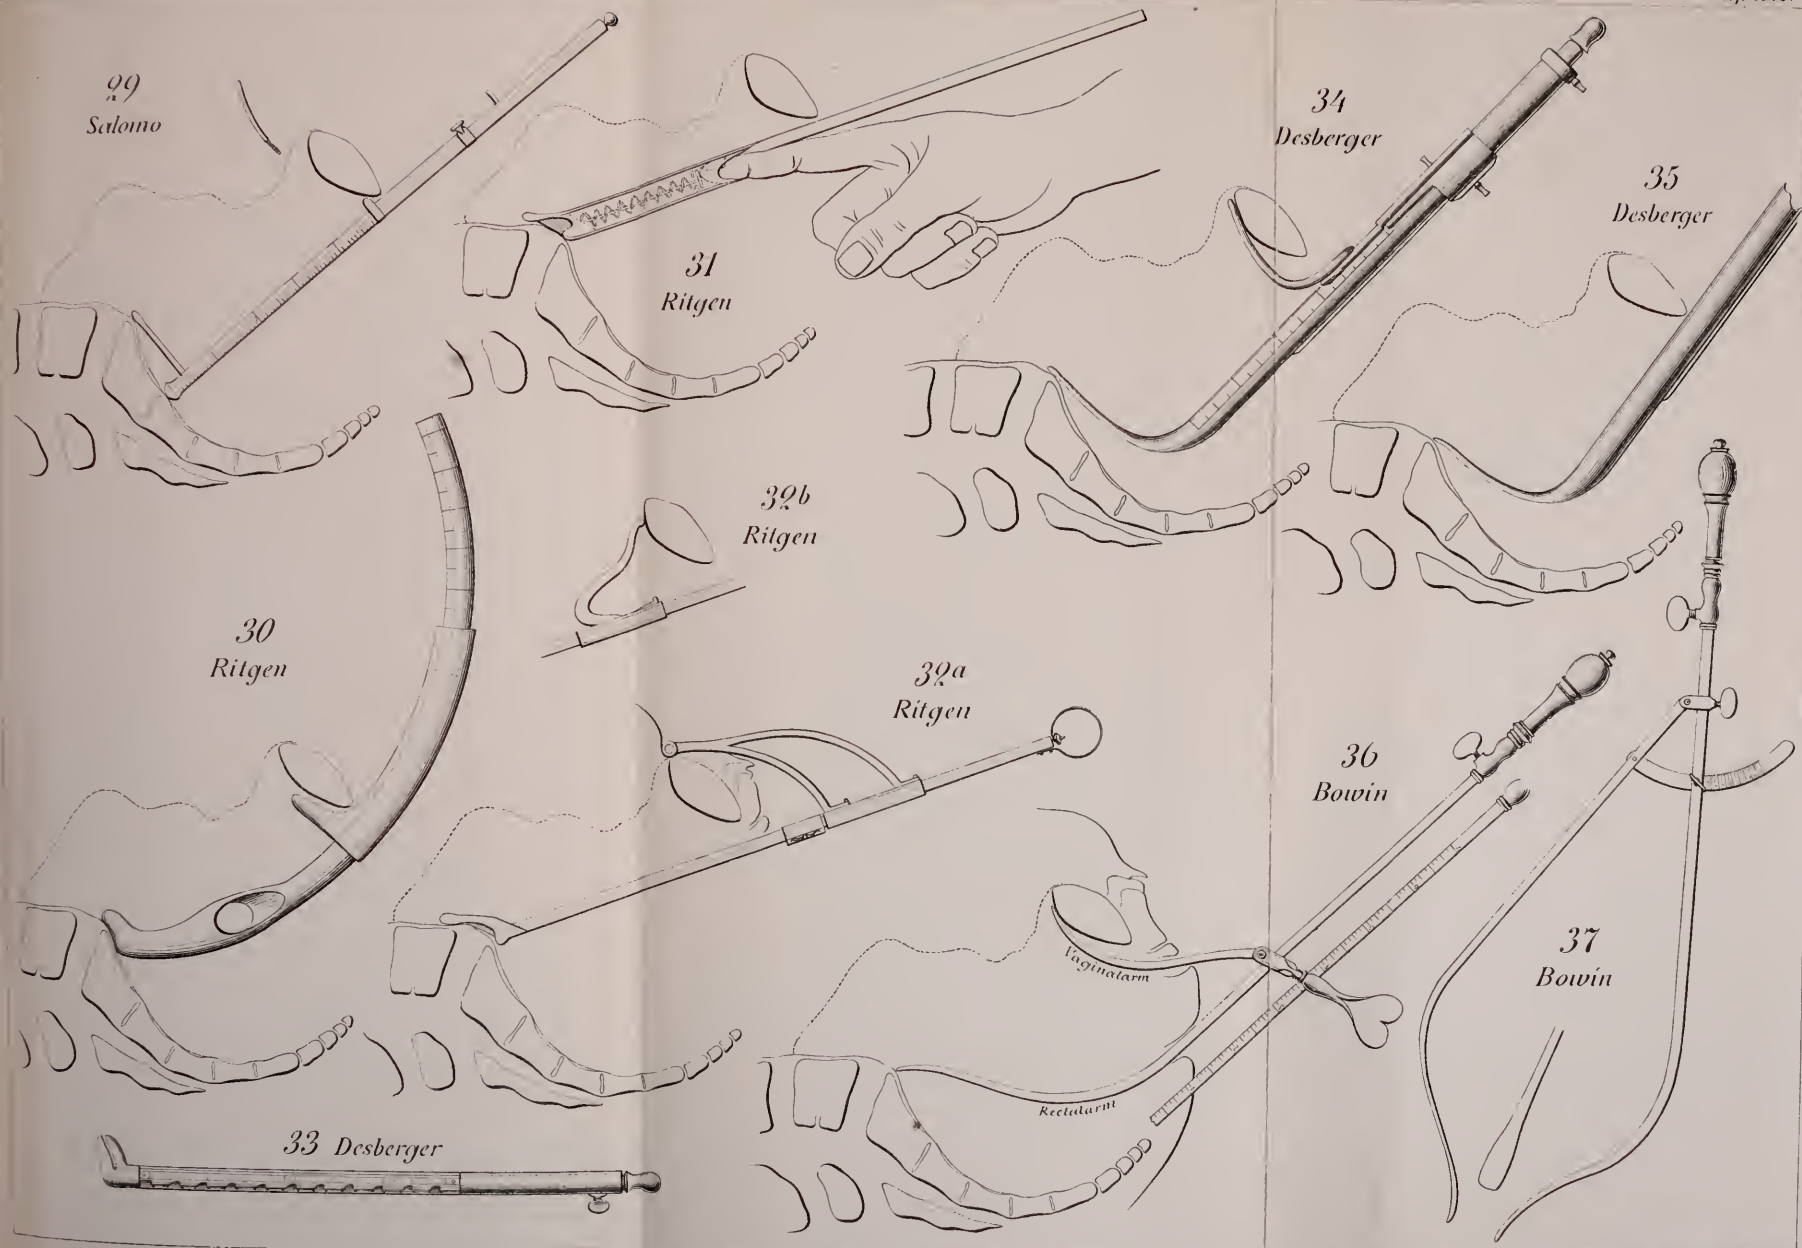 29
Salomo
31
Ritgen
34
Desberger
35
Desberger
32b
Ritgen
30
Ritgen
32a
Ritgen
36
Bowin
Vaginalarm
37
Bowin
Rectalarm
33 Desberger